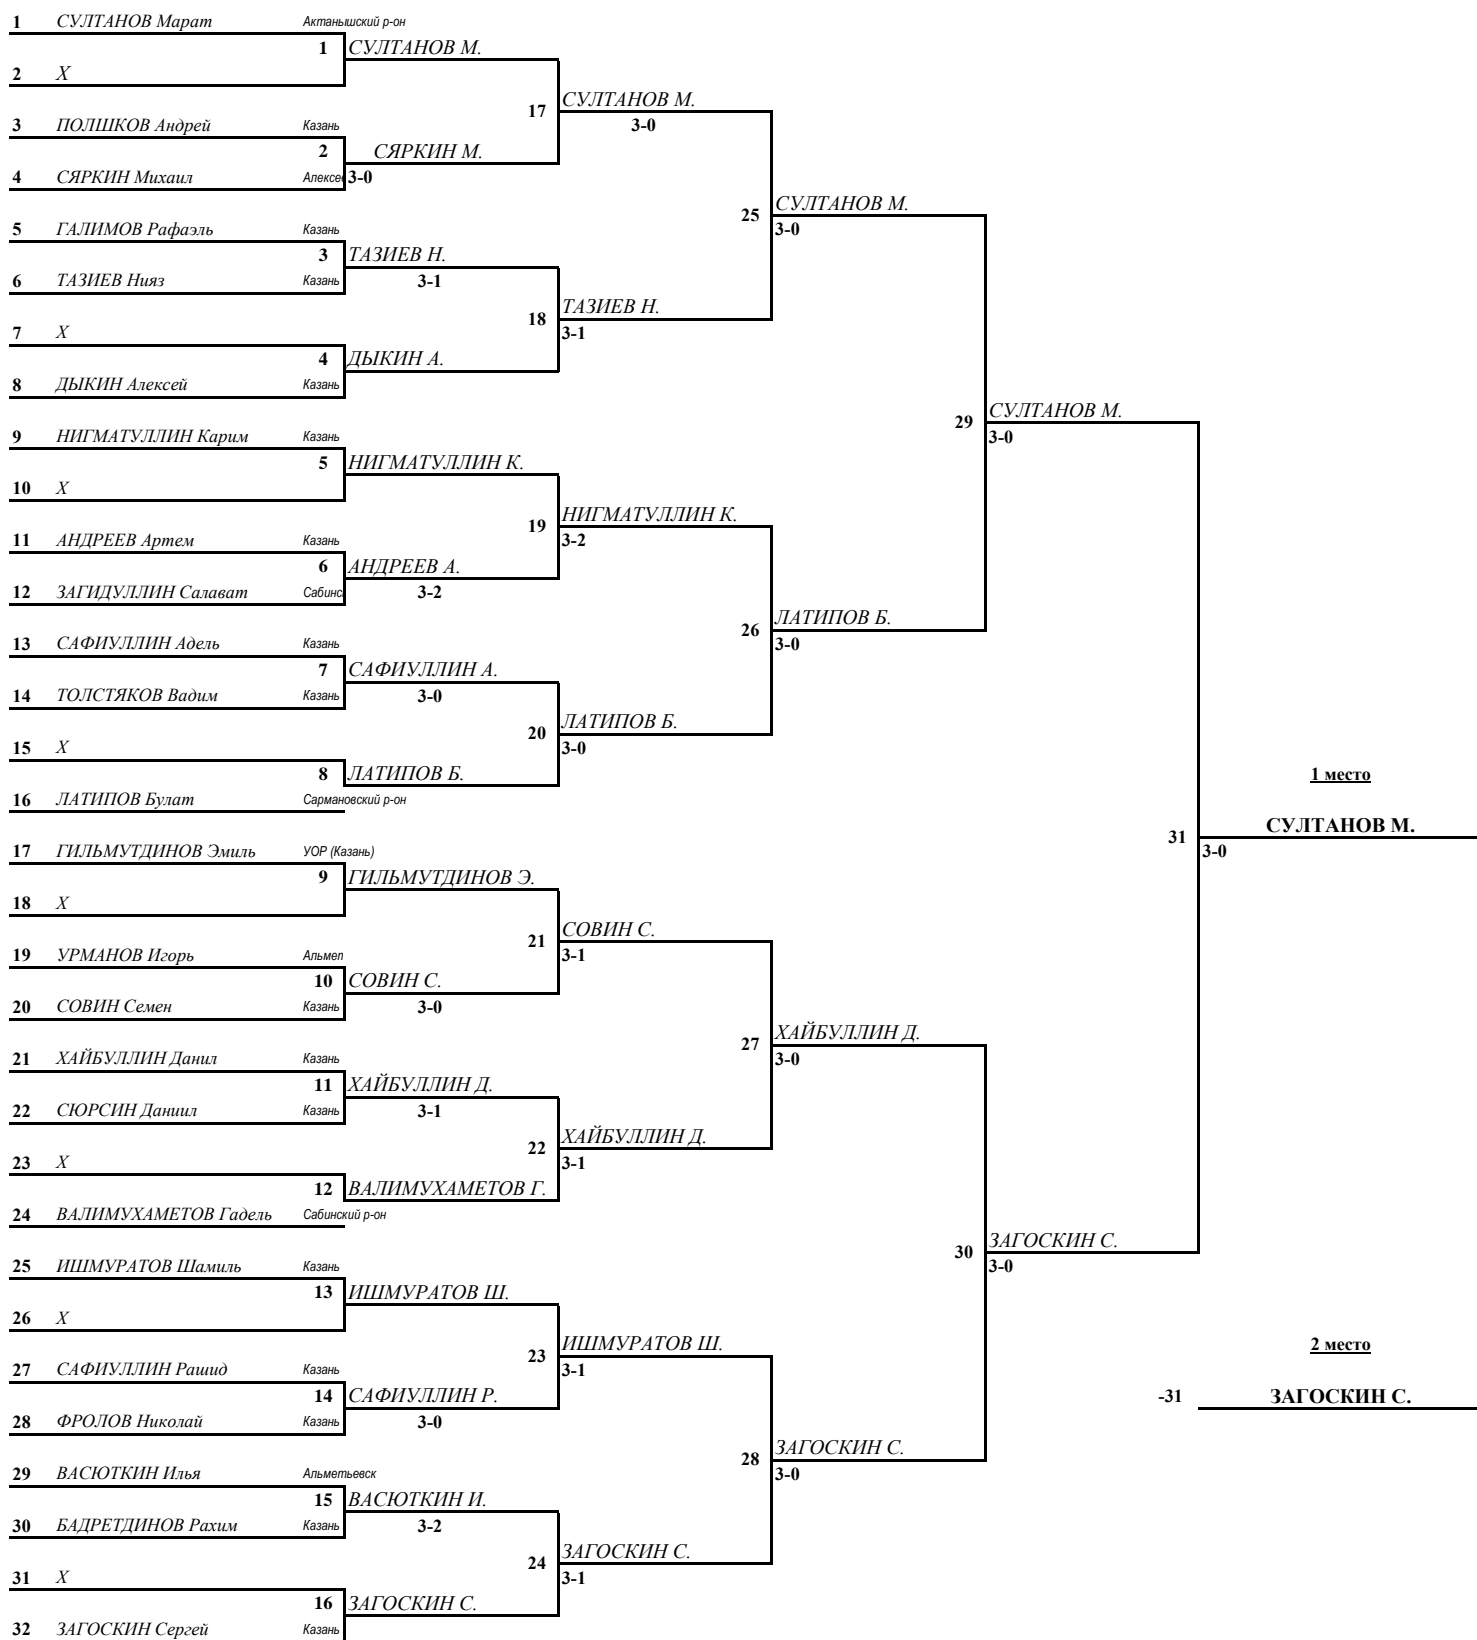 1 СУЛТАНОВ Марат Актанышский р-он
1 СУЛТАНОВ М.
2 X
17 СУЛТАНОВ М.
3-0
3 ПОЛШКОВ Андрей Казань
2 СЯРКИН М.
4 СЯРКИН Михаил Алексе 3-0
25 СУЛТАНОВ М.
3-0
5 ГАЛИМОВ Рафаэль Казань
3 ТАЗИЕВ Н.
6 ТАЗИЕВ Нияз Казань 3-1
18 ТАЗИЕВ Н.
3-1
7 X
4 ДЫКИН А.
8 ДЫКИН Алексей Казань
29 СУЛТАНОВ М.
3-0
9 НИГМАТУЛЛИН Карим Казань
5 НИГМАТУЛЛИН К.
10 X
19 НИГМАТУЛЛИН К.
3-2
11 АНДРЕЕВ Артем Казань
6 АНДРЕЕВ А.
12 ЗАГИДУЛЛИН Салават Сабинс 3-2
26 ЛАТИПОВ Б.
3-0
13 САФИУЛЛИН Адель Казань
7 САФИУЛЛИН А.
14 ТОЛСТЯКОВ Вадим Казань 3-0
20 ЛАТИПОВ Б.
3-0
15 X
8 ЛАТИПОВ Б.
16 ЛАТИПОВ Булат Сармановский р-он
1 место
31 СУЛТАНОВ М.
3-0
17 ГИЛЬМУТДИНОВ Эмиль УОР (Казань)
9 ГИЛЬМУТДИНОВ Э.
18 X
21 СОВИН С.
3-1
19 УРМАНОВ Игорь Альмет
10 СОВИН С.
20 СОВИН Семен Казань 3-0
27 ХАЙБУЛЛИН Д.
3-0
21 ХАЙБУЛЛИН Данил Казань
11 ХАЙБУЛЛИН Д.
22 СЮРСИН Даниил Казань 3-1
22 ХАЙБУЛЛИН Д.
3-1
23 X
12 ВАЛИМУХАМЕТОВ Г.
24 ВАЛИМУХАМЕТОВ Гадель Сабинский р-он
30 ЗАГОСКИН С.
3-0
25 ИШМУРАТОВ Шамиль Казань
13 ИШМУРАТОВ Ш.
26 X
23 ИШМУРАТОВ Ш.
3-1
2 место
27 САФИУЛЛИН Рашид Казань
14 САФИУЛЛИН Р.
28 ФРОЛОВ Николай Казань 3-0
-31 ЗАГОСКИН С.
28 ЗАГОСКИН С.
3-0
29 ВАСЮТКИН Илья Альметьевск
15 ВАСЮТКИН И.
30 БАДРЕТДИНОВ Рахим Казань 3-2
24 ЗАГОСКИН С.
3-1
31 X
16 ЗАГОСКИН С.
32 ЗАГОСКИН Сергей Казань